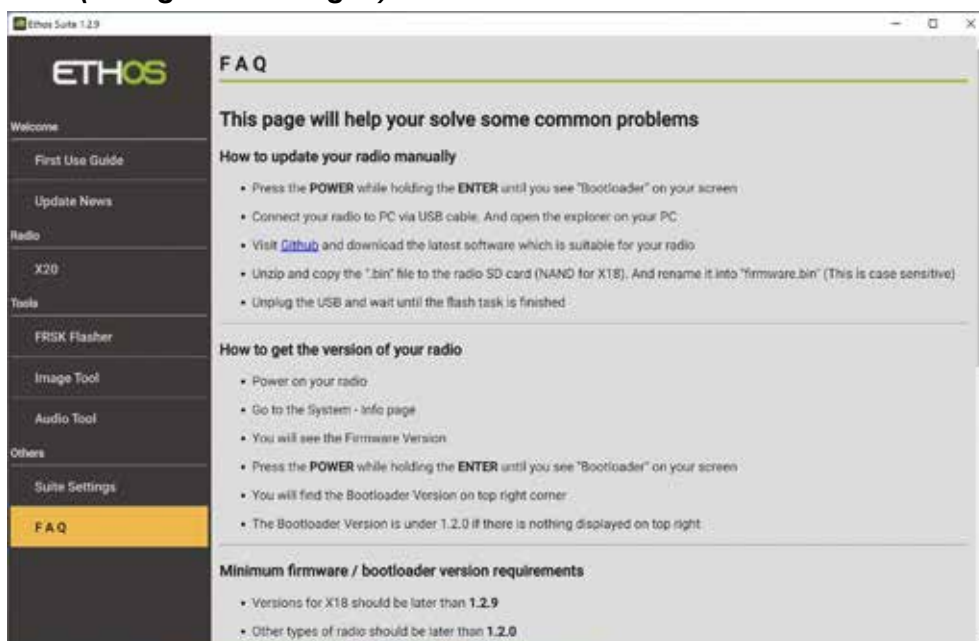 Ethos Suite 1.2.9
ETHOS
Welcome
First Use Guide
Update News
Radio
X20
Tools
FRSK Flasher
Image Tool
Audio Tool
Others
Suite Settings
F A Q
F A Q
This page will help your solve some common problems
How to update your radio manually
• Press the POWER while holding the ENTER until you see "Bootloader" on your screen
• Connect your radio to PC via USB cable. And open the explorer on your PC
• Visit Github and download the latest software which is suitable for your radio
• Unzip and copy the ".bin" file to the radio SD card (NAND for X18). And rename it into "firmware.bin" (This is case sensitive)
• Unplug the USB and wait until the flash task is finished
How to get the version of your radio
• Power on your radio
• Go to the System - Info page
• You will see the Firmware Version
• Press the POWER while holding the ENTER until you see "Bootloader" on your screen
• You will find the Bootloader Version on top right corner
• The Bootloader Version is under 1.2.0 if there is nothing displayed on top right
Minimum firmware / bootloader version requirements
• Versions for X18 should be later than 1.2.9
• Other types of radio should be later than 1.2.0